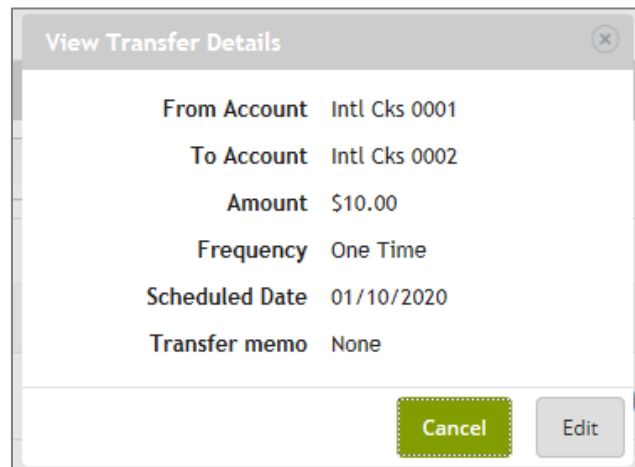 View Transfer Details
From Account Intl Cks 0001
To Account Intl Cks 0002
Amount $10.00
Frequency One Time
Scheduled Date 01/10/2020
Transfer memo None
Cancel Edit